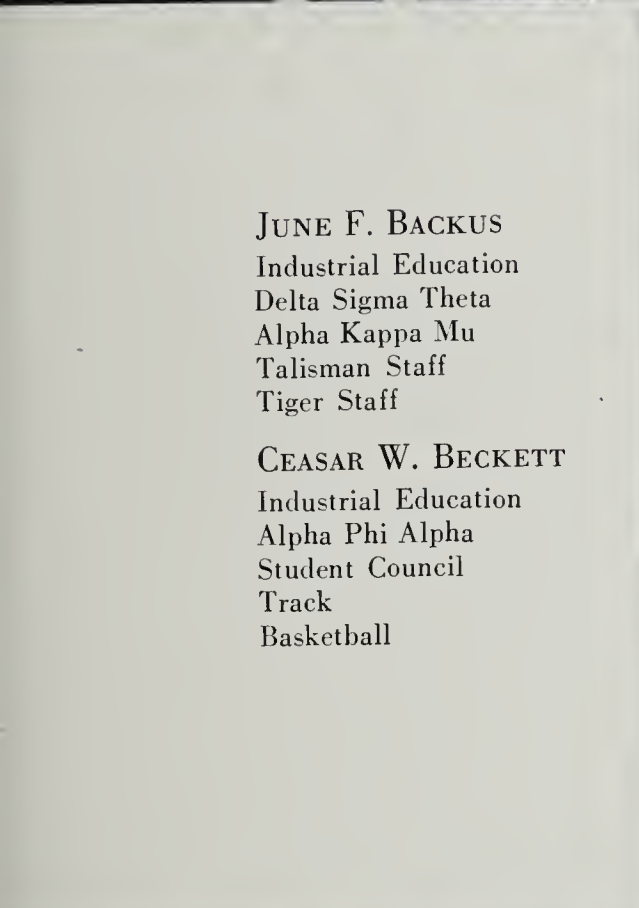 JUNE F. BACKUS
Industrial Education
Delta Sigma Theta
Alpha Kappa Mu
Talisman Staff
Tiger Staff
CEASAR W. BECKETT
Industrial Education
Alpha Phi Alpha
Student Council
Track
Basketball